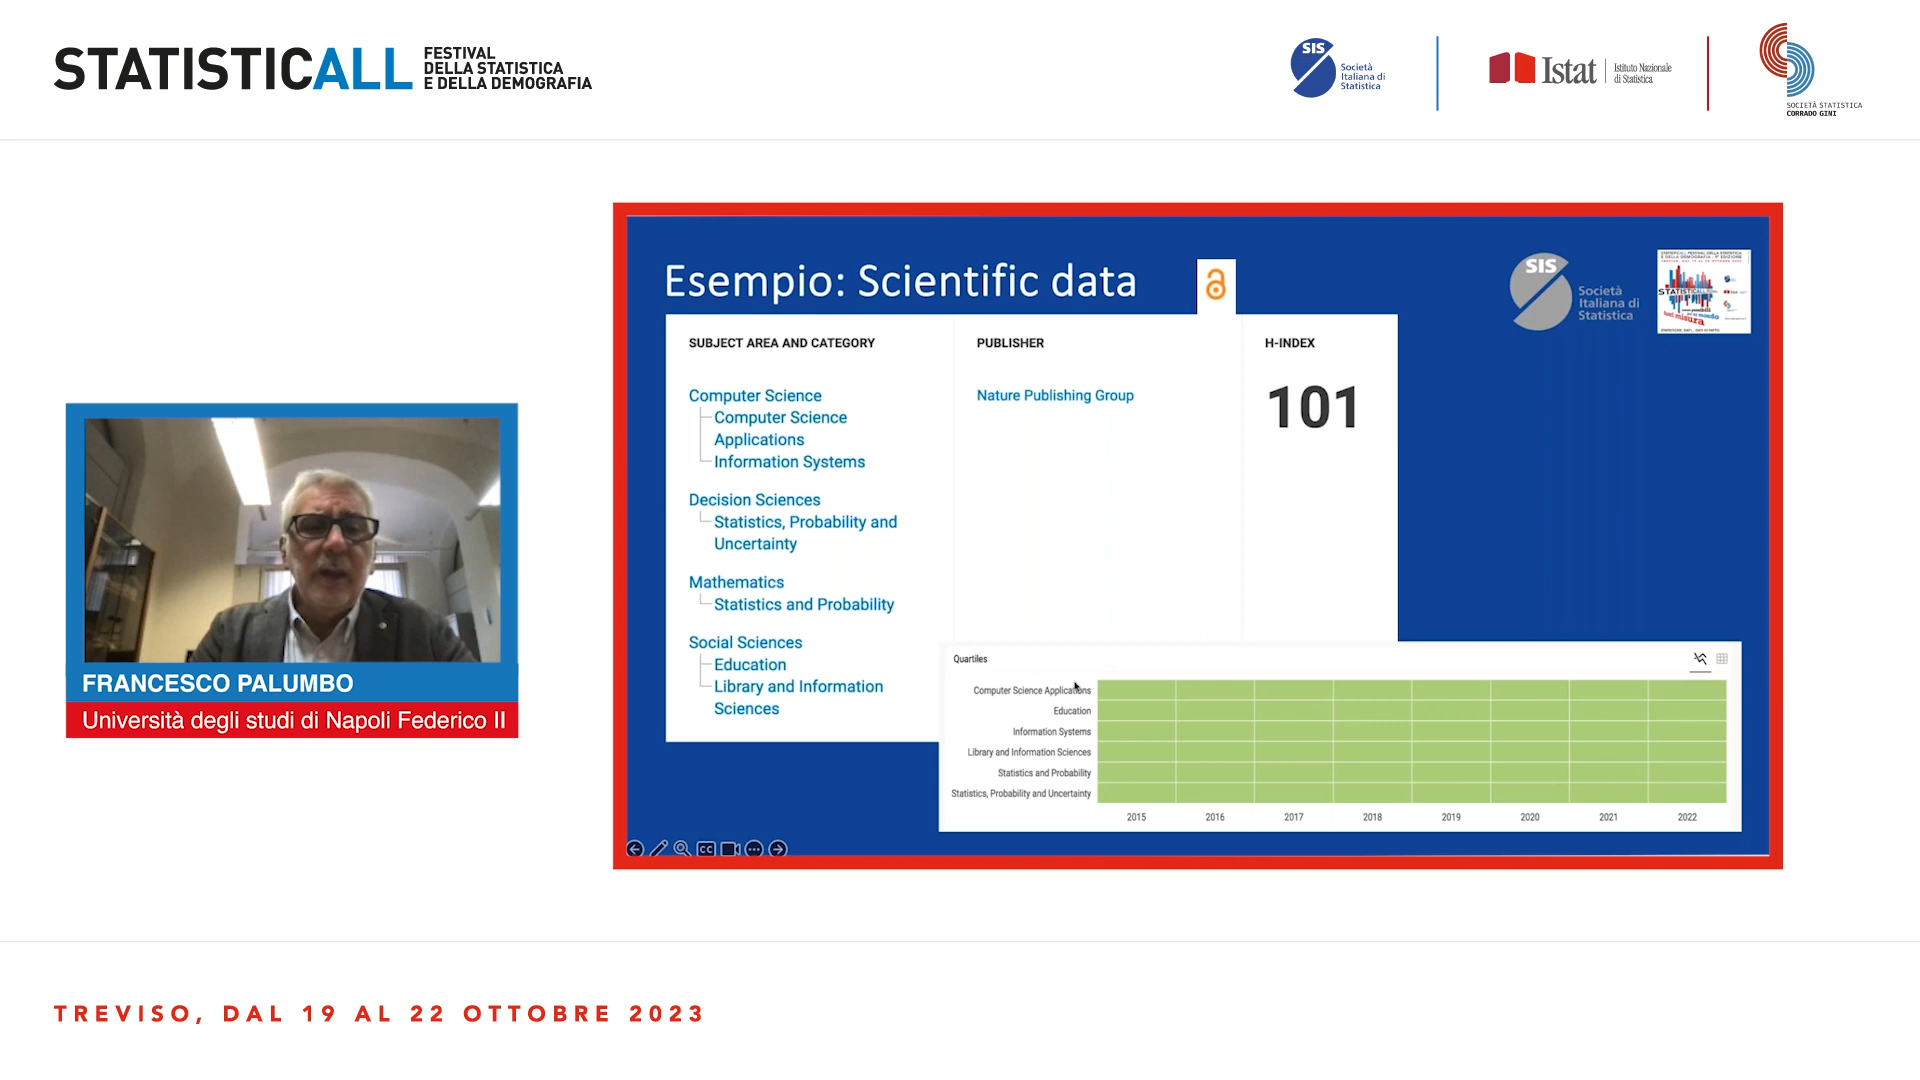 STATISTICALL
FESTIVAL
DELLA STATISTICA
E DELLA DEMOGRAFIA
SIS
Società
Italiana di
Statistica
Istat
Istituto Nazionale
di Statistica
SOCIETÀ STATISTICA
CORRADO GINI
Esempio: Scientific data
SIS
Società
Italiana di
Statistica
STATISTICALL
SUBJECT AREA AND CATEGORY
PUBLISHER
H-INDEX
Computer Science
Computer Science
Applications
Information Systems
Decision Sciences
Statistics, Probability and
Uncertainty
Mathematics
Statistics and Probability
Social Sciences
Education
Library and Information
Sciences
Nature Publishing Group
101
Quartiles
Computer Science Applications
Education
Information Systems
Library and Information Sciences
Statistics and Probability
Statistics, Probability and Uncertainty
2015 2016 2017 2018 2019 2020 2021 2022
CC
FRANCESCO PALUMBO
Università degli studi di Napoli Federico II
TREVISO, DAL 19 AL 22 OTTOBRE 2023